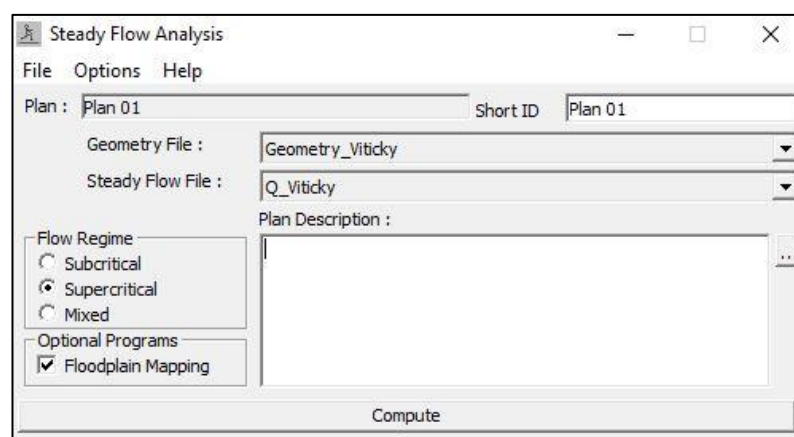 Steady Flow Analysis
File Options Help
Plan : Plan 01 Short ID Plan 01
Geometry File : Geometry_Viticky
Steady Flow File : Q_Viticky
Plan Description :
Flow Regime
Subcritical
Supercritical
Mixed
Optional Programs
Floodplain Mapping
..
Compute